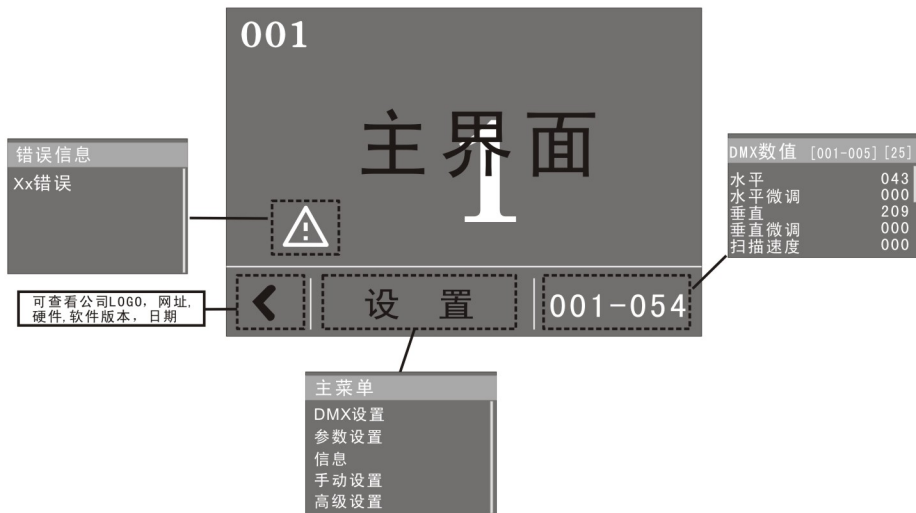 001
主界面
1
错误信息
Xx错误
DMX数值 [001-005] [25]
水平 043
水平微调 000
垂直 209
垂直微调 000
扫描速度 000
可查看公司LOGO，网址，
硬件，软件版本，日期
设 置
001-054
主菜单
DMX设置
参数设置
信息
手动设置
高级设置